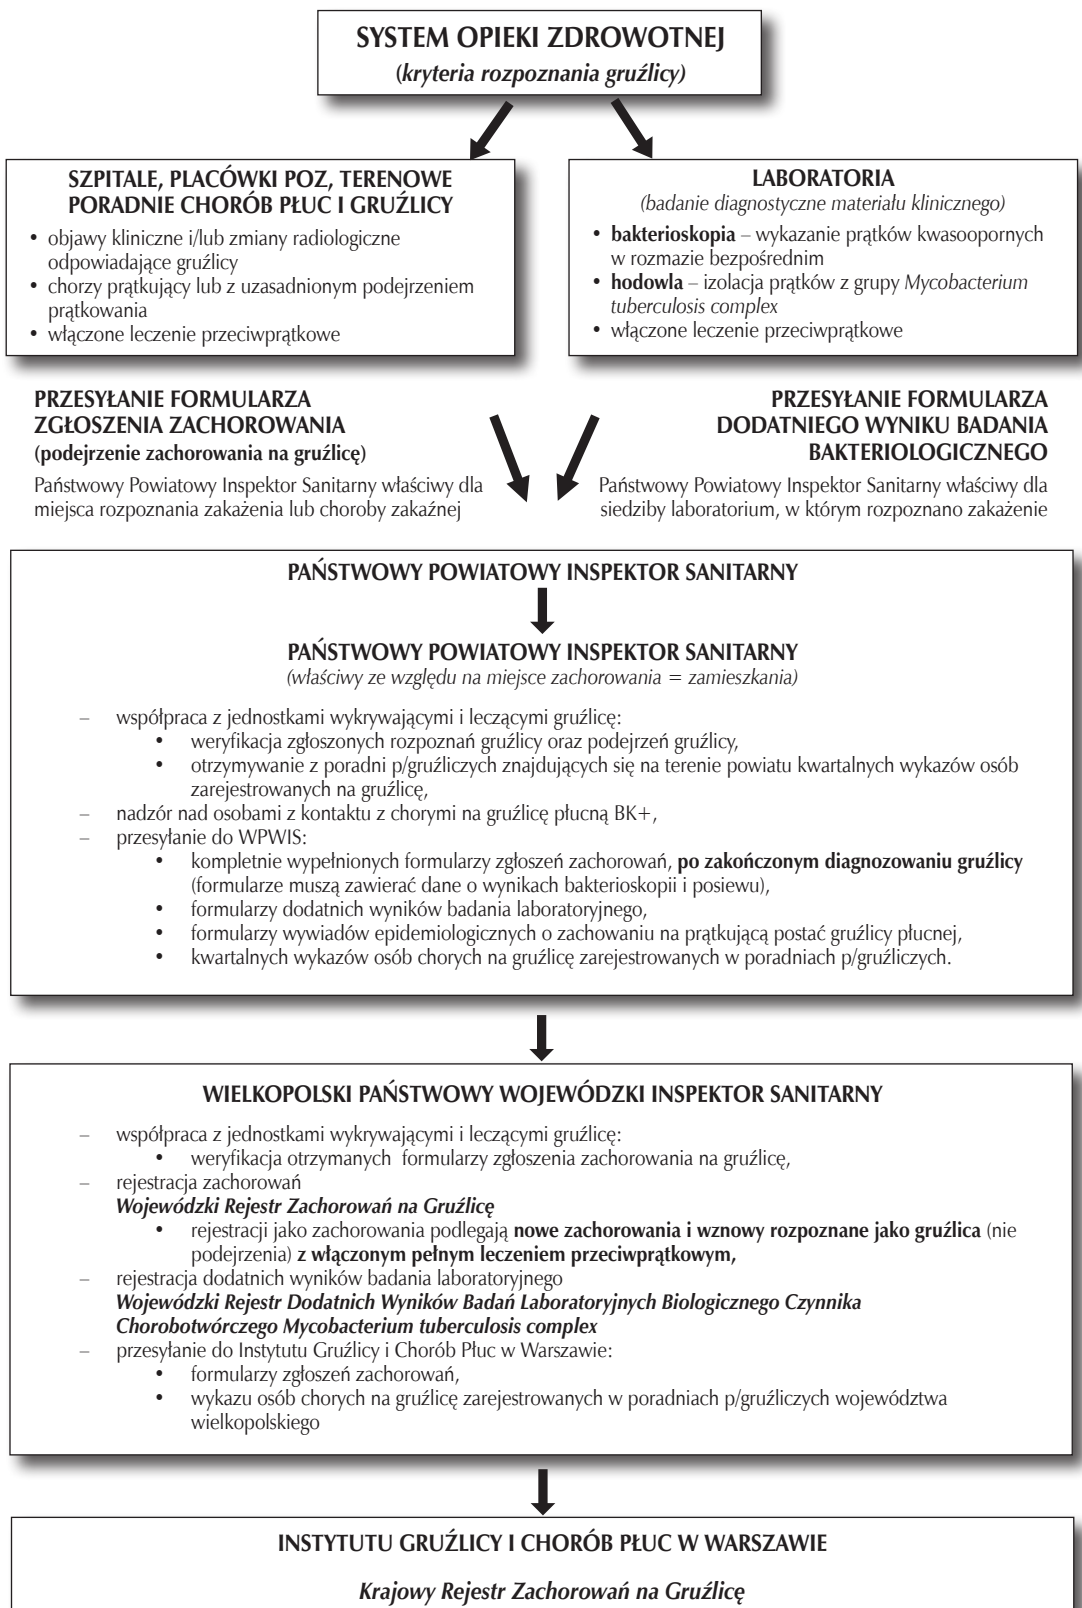 SYSTEM OPIEKI ZDROWOTNEJ
(kryteria rozpoznania gruźlicy)
SZPITALE, PLACÓWKI POZ, TERENOWE
PORADNIE CHORÓB PŁUC I GRUŹLICY
• objawy kliniczne i/lub zmiany radiologiczne
odpowiadające gruźlicy
• chorzy prątkujący lub z uzasadnionym podejrzeniem
prątkowania
• włączone leczenie przeciwprątkowe
LABORATORIA
(badanie diagnostyczne materiału klinicznego)
• bakterioskopia – wykazanie prątków kwasoopornych
w rozmazie bezpośrednim
• hodowla – izolacja prątków z grupy Mycobacterium
tuberculosis complex
• włączone leczenie przeciwprątkowe
PRZESYŁANIE FORMULARZA
ZGŁOSZENIA ZACHOROWANIA
(podejrzenie zachorowania na gruźlicę)
Państwowy Powiatowy Inspektor Sanitarny właściwy dla
miejsca rozpoznania zakażenia lub choroby zakaźnej
PRZESYŁANIE FORMULARZA
DODATNIEGO WYNIKU BADANIA
BAKTERIOLOGICZNEGO
Państwowy Powiatowy Inspektor Sanitarny właściwy dla
siedziby laboratorium, w którym rozpoznano zakażenie
PAŃSTWOWY POWIATOWY INSPEKTOR SANITARNY
PAŃSTWOWY POWIATOWY INSPEKTOR SANITARNY
(właściwy ze względu na miejsce zachorowania = zamieszkania)
– współpraca z jednostkami wykrywającymi i leczącymi gruźlicę:
• weryfikacja zgłoszonych rozpoznań gruźlicy oraz podejrzeń gruźlicy,
• otrzymywanie z poradni p/gruźliczych znajdujących się na terenie powiatu kwartalnych wykazów osób
zarejestrowanych na gruźlicę,
– nadzór nad osobami z kontaktu z chorymi na gruźlicę płucną BK+,
– przesyłanie do WPWIS:
• kompletnie wypełnionych formularzy zgłoszeń zachorowań, po zakończonym diagnozowaniu gruźlicy
(formularze muszą zawierać dane o wynikach bakterioskopii i posiewu),
• formularzy dodatnich wyników badania laboratoryjnego,
• formularzy wywiadów epidemiologicznych o zachowaniu na prątkującą postać gruźlicy płucnej,
• kwartalnych wykazów osób chorych na gruźlicę zarejestrowanych w poradniach p/gruźliczych.
WIELKOPOLSKI PAŃSTWOWY WOJEWÓDZKI INSPEKTOR SANITARNY
– współpraca z jednostkami wykrywającymi i leczącymi gruźlicę:
• weryfikacja otrzymanych formularzy zgłoszenia zachorowania na gruźlicę,
– rejestracja zachorowań
Wojewódzki Rejestr Zachorowań na Gruźlicę
• rejestracji jako zachorowania podlegają nowe zachorowania i wznowy rozpoznane jako gruźlica (nie
podejrzenia) z włączonym pełnym leczeniem przeciwprątkowym,
– rejestracja dodatnich wyników badania laboratoryjnego
Wojewódzki Rejestr Dodatnich Wyników Badań Laboratoryjnych Biologicznego Czynnika
Chorobotwórczego Mycobacterium tuberculosis complex
– przesyłanie do Instytutu Gruźlicy i Chorób Płuc w Warszawie:
• formularzy zgłoszeń zachorowań,
• wykazu osób chorych na gruźlicę zarejestrowanych w poradniach p/gruźliczych województwa
wielkopolskiego
INSTYTUTU GRUŹLICY I CHORÓB PŁUC W WARSZAWIE
Krajowy Rejestr Zachorowań na Gruźlicę